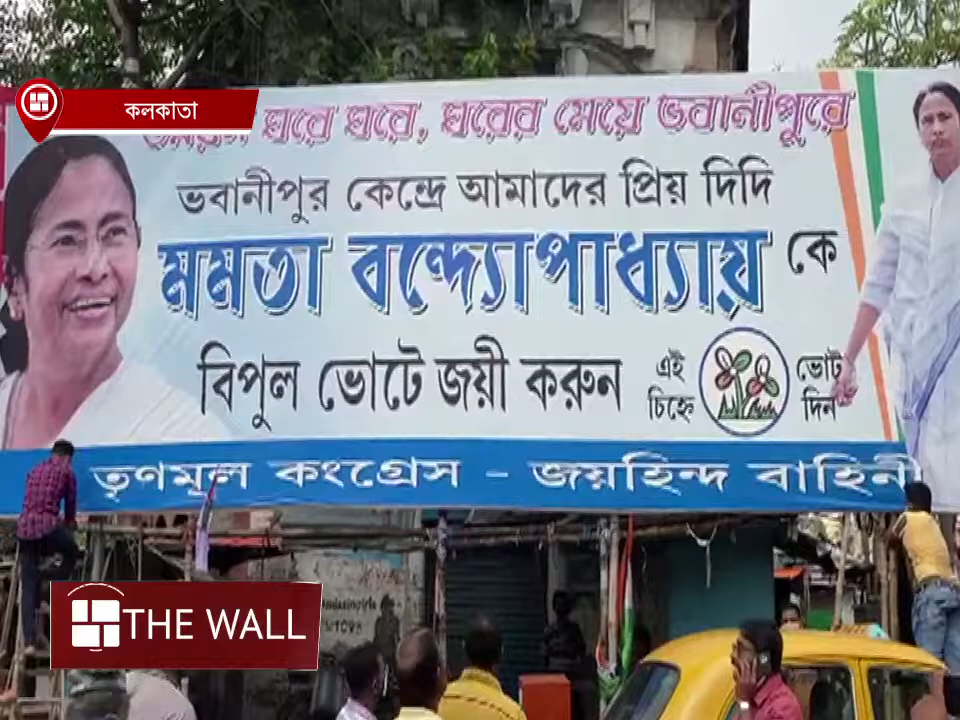 কলকাতা
ঘরে ঘরে, ঘরের মেয়ে ভবানীপুরে
ভবানীপুর কেন্দ্রে আমাদের প্রিয় দিদি
মমতা বন্দ্যোপাধ্যায় কে
বিপুল ভোটে জয়ী করুন
এই চিহ্নে
ভোট দিন
তৃণমূল কংগ্রেস - জয়হিন্দ বাহিনী
THE WALL